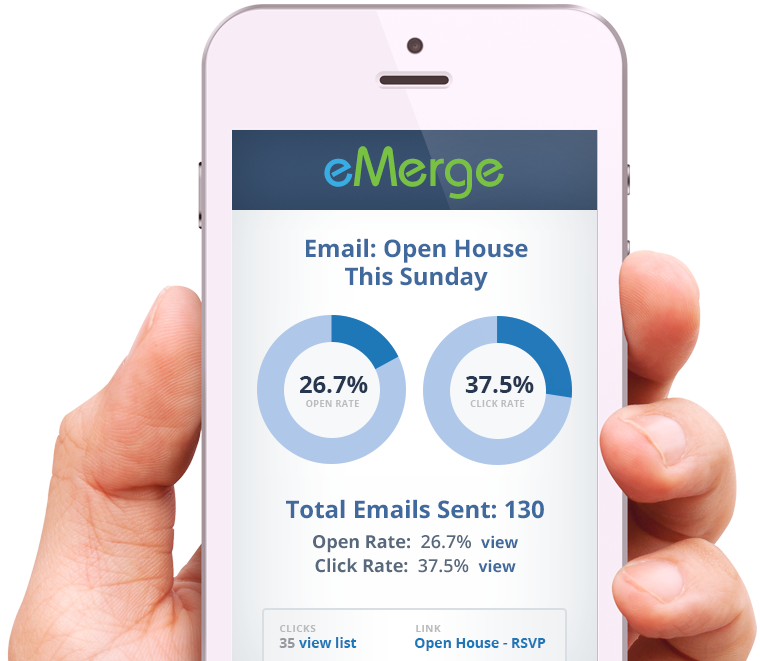 eMerge
Email: Open House
This Sunday
26.7%
OPEN RATE
37.5%
CLICK RATE
Total Emails Sent: 130
Open Rate: 26.7% view
Click Rate: 37.5% view
CLICKS
35 view list
LINK
Open House - RSVP